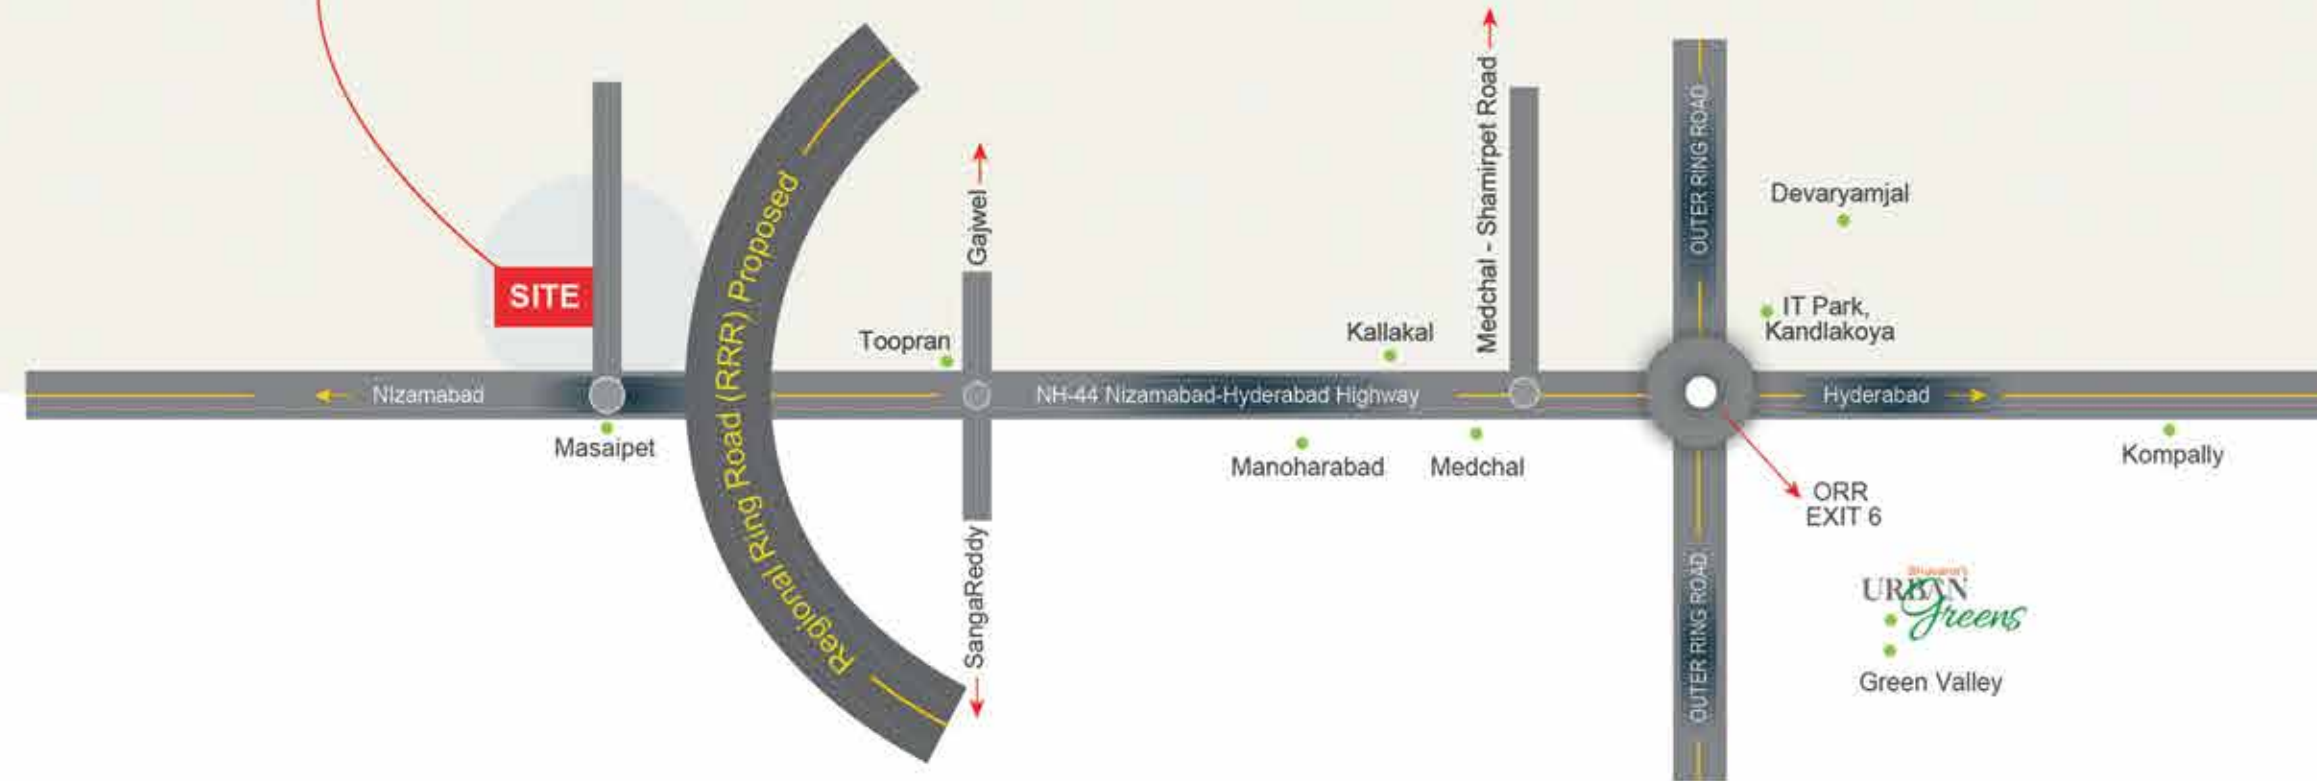 Medchal - Shamirpet Road
OUTER RING ROAD
Devaryamjal
Gajwel
Regional Ring Road (RRR) Proposed
SITE
IT Park,
Kandlakoya
Toopran
Kallakal
NIzamabad
NH-44 Nizamabad-Hyderabad Highway
Hyderabad
Masaipet
Manoharabad
Medchal
Kompally
ORR
EXIT 6
SangaReddy
OUTER RING ROAD
URBAN
Greens
Green Valley